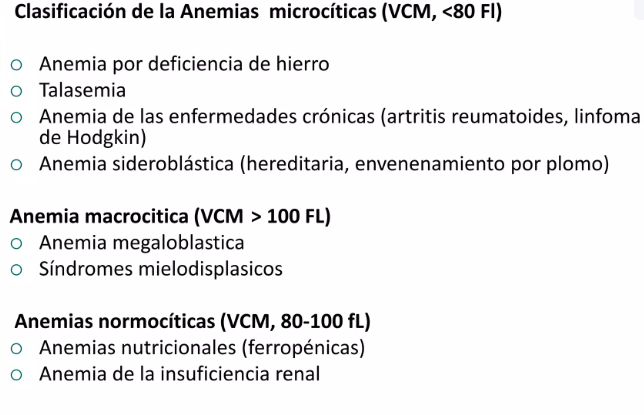 Clasificación de la Anemias microcíticas (VCM, <80 Fl)
○ Anemia por deficiencia de hierro
○ Talasemia
○ Anemia de las enfermedades crónicas (artritis reumatoides, linfoma
de Hodgkin)
○ Anemia sideroblástica (hereditaria, envenenamiento por plomo)
Anemia macrocitica (VCM > 100 FL)
○ Anemia megaloblastica
○ Síndromes mielodisplasicos
Anemias normocíticas (VCM, 80-100 fL)
○ Anemias nutricionales (ferropénicas)
○ Anemia de la insuficiencia renal